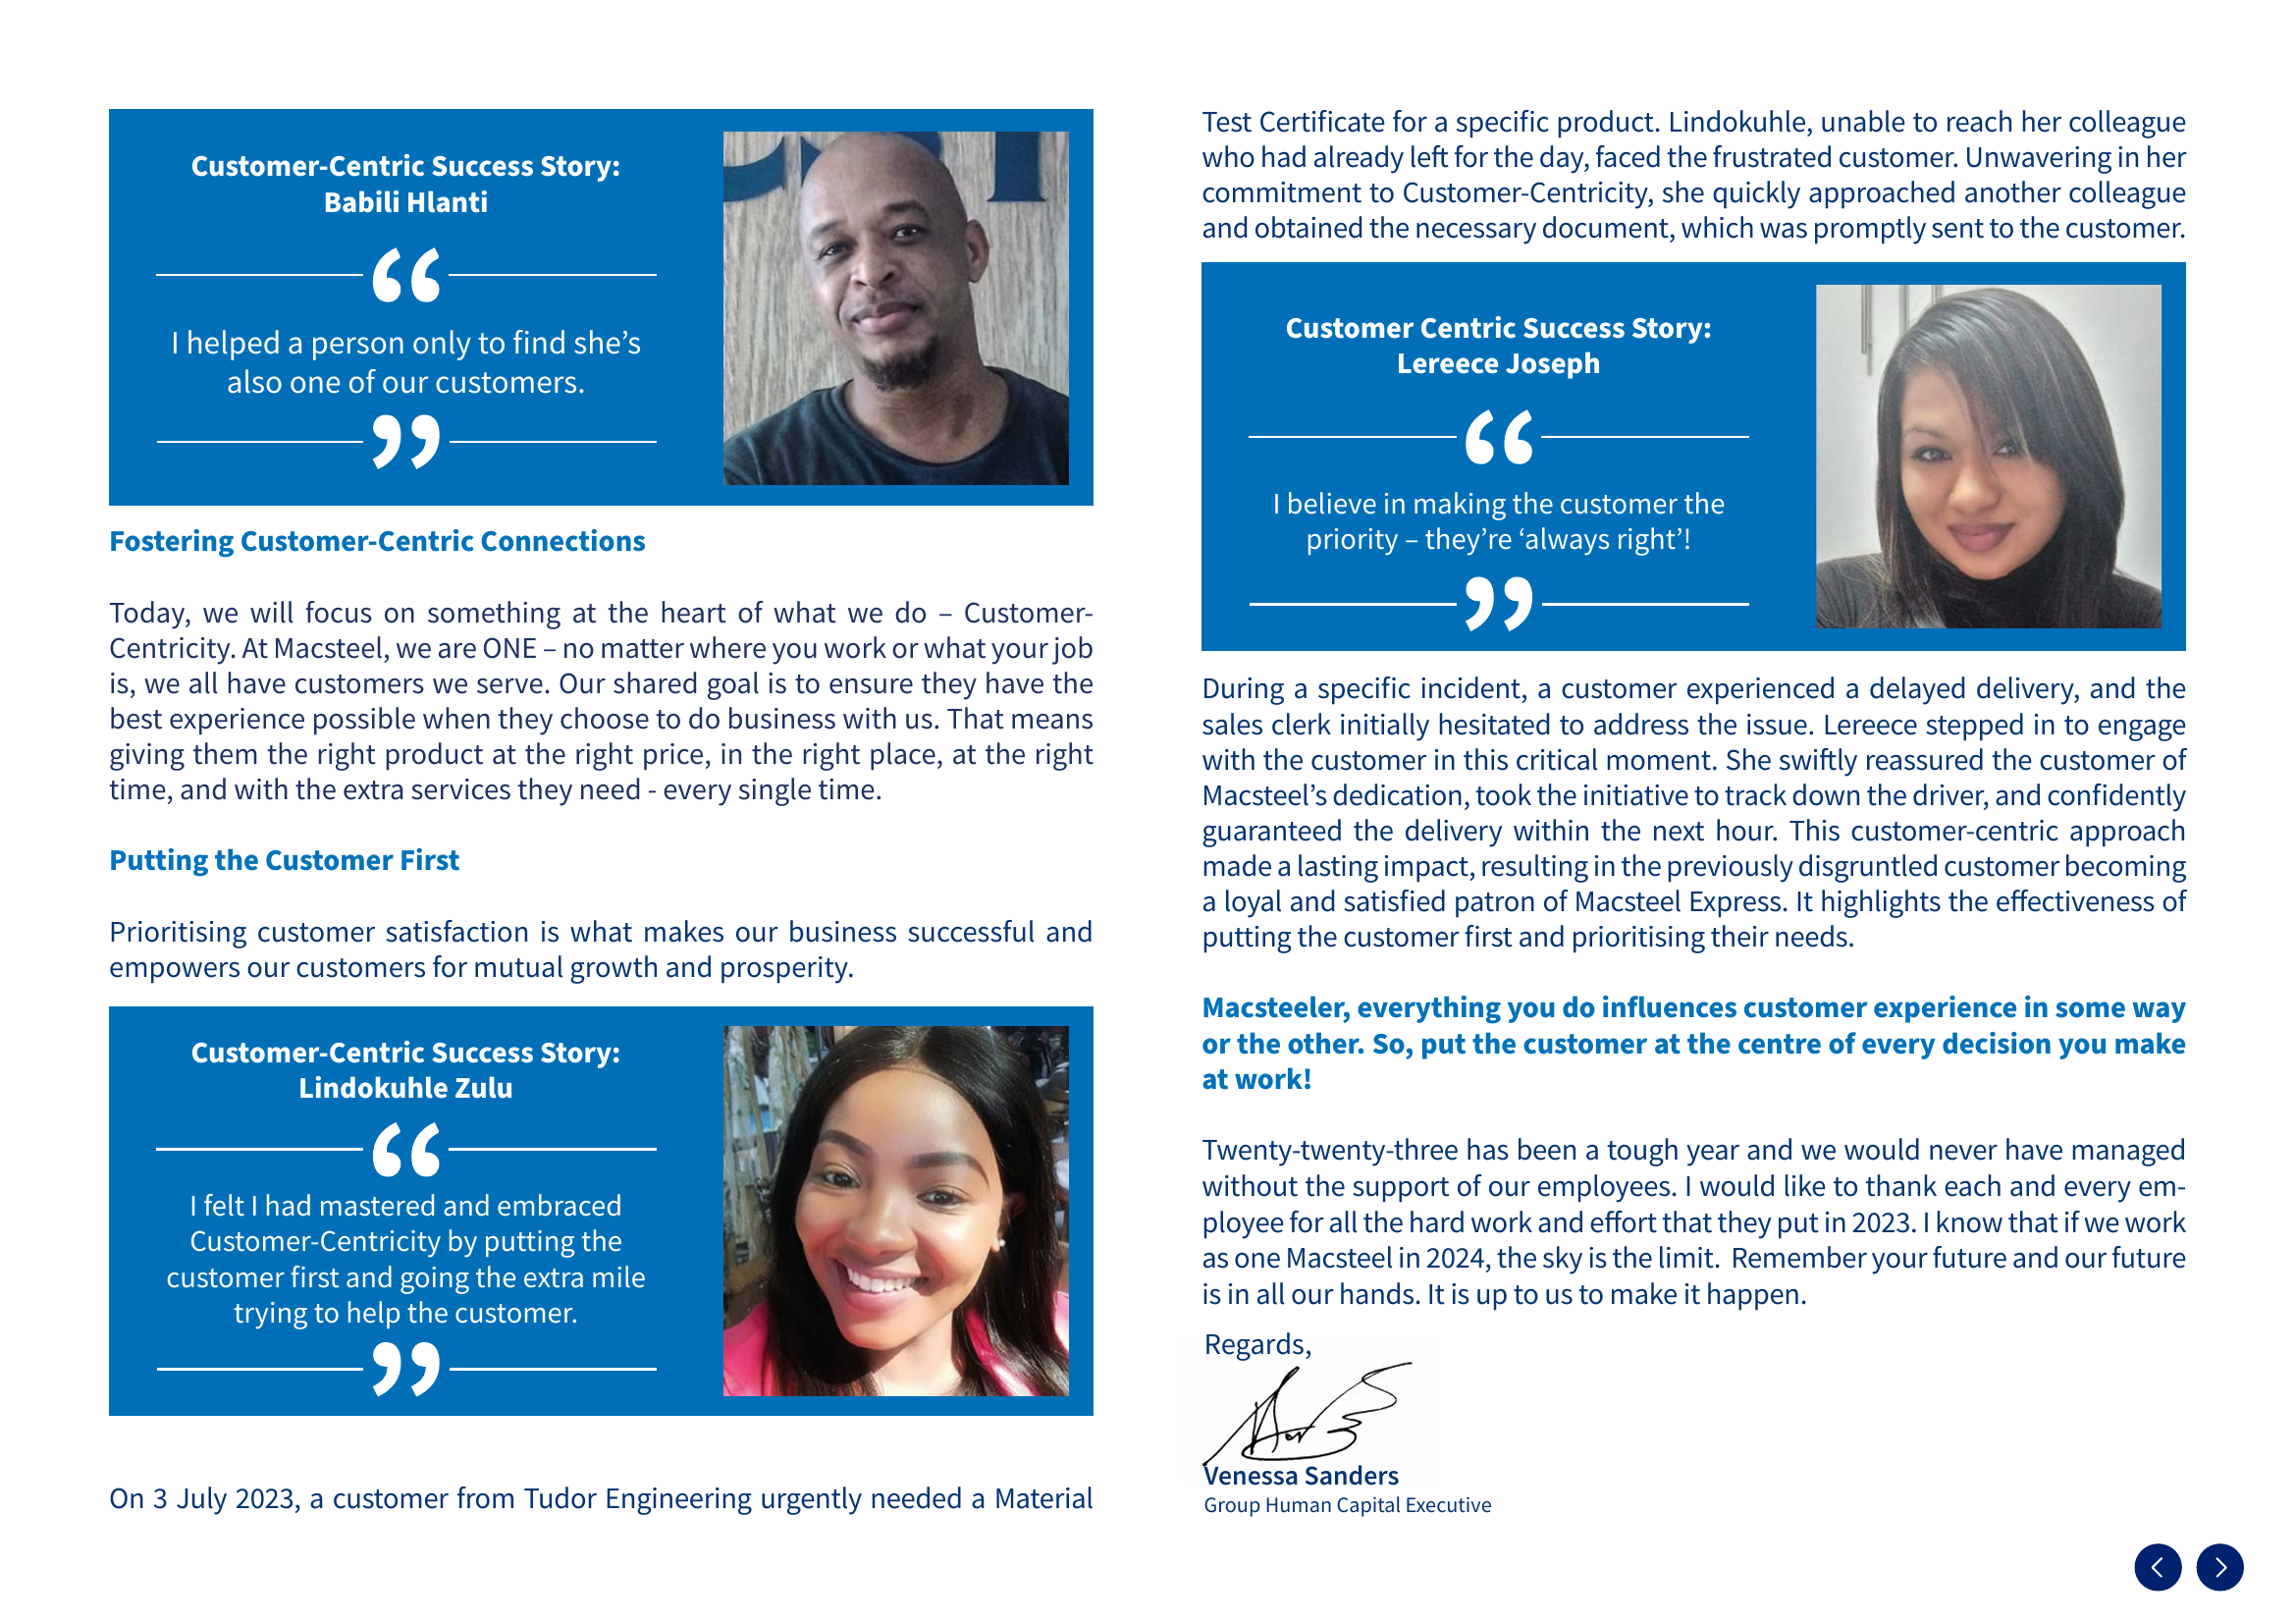 Customer-Centric Success Story:
Babili Hlanti
“
I helped a person only to find she’s
also one of our customers.
”
Fostering Customer-Centric Connections
Today, we will focus on something at the heart of what we do – Customer-
Centricity. At Macsteel, we are ONE – no matter where you work or what your job
is, we all have customers we serve. Our shared goal is to ensure they have the
best experience possible when they choose to do business with us. That means
giving them the right product at the right price, in the right place, at the right
time, and with the extra services they need - every single time.
Putting the Customer First
Prioritising customer satisfaction is what makes our business successful and
empowers our customers for mutual growth and prosperity.
Customer-Centric Success Story:
Lindokuhle Zulu
“
I felt I had mastered and embraced
Customer-Centricity by putting the
customer first and going the extra mile
trying to help the customer.
”
On 3 July 2023, a customer from Tudor Engineering urgently needed a Material
Test Certificate for a specific product. Lindokuhle, unable to reach her colleague
who had already left for the day, faced the frustrated customer. Unwavering in her
commitment to Customer-Centricity, she quickly approached another colleague
and obtained the necessary document, which was promptly sent to the customer.
Customer Centric Success Story:
Lereece Joseph
“
I believe in making the customer the
priority – they’re ‘always right’!
”
During a specific incident, a customer experienced a delayed delivery, and the
sales clerk initially hesitated to address the issue. Lereece stepped in to engage
with the customer in this critical moment. She swiftly reassured the customer of
Macsteel’s dedication, took the initiative to track down the driver, and confidently
guaranteed the delivery within the next hour. This customer-centric approach
made a lasting impact, resulting in the previously disgruntled customer becoming
a loyal and satisfied patron of Macsteel Express. It highlights the effectiveness of
putting the customer first and prioritising their needs.
Macsteeler, everything you do influences customer experience in some way
or the other. So, put the customer at the centre of every decision you make
at work!
Twenty-twenty-three has been a tough year and we would never have managed
without the support of our employees. I would like to thank each and every em-
ployee for all the hard work and effort that they put in 2023. I know that if we work
as one Macsteel in 2024, the sky is the limit. Remember your future and our future
is in all our hands. It is up to us to make it happen.
Regards,
Venessa Sanders
Group Human Capital Executive